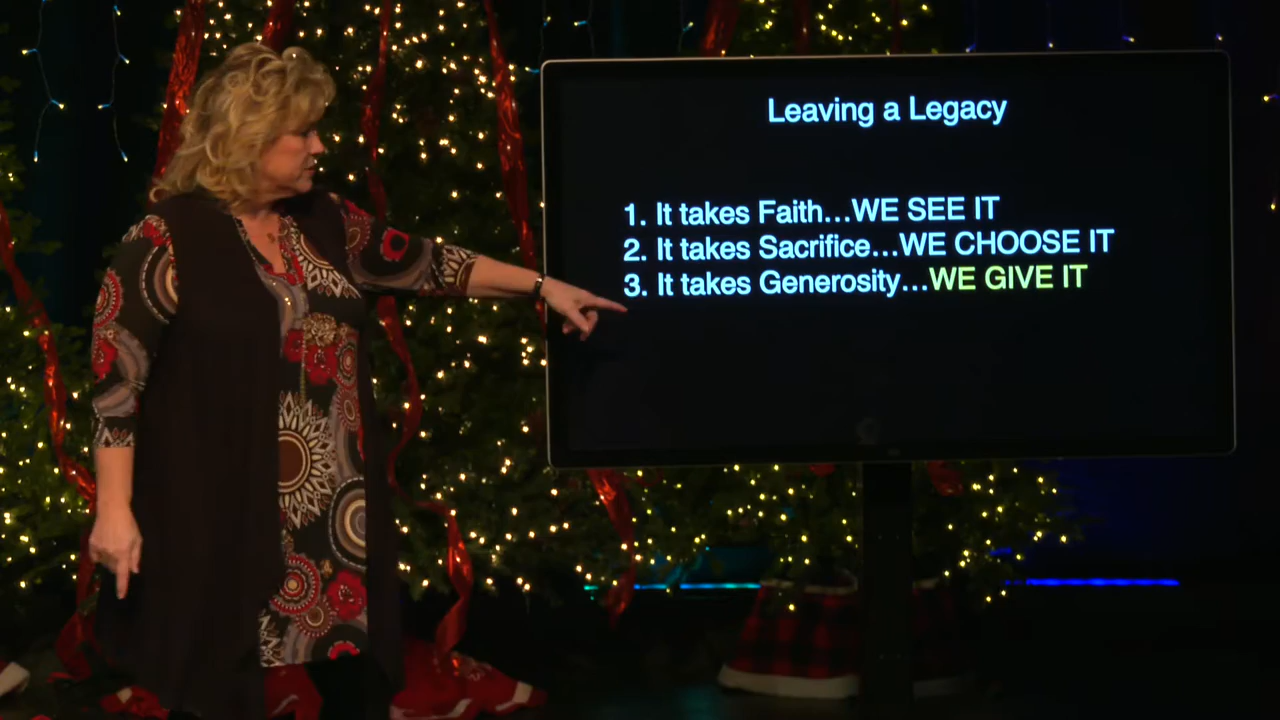 Leaving a Legacy
1. It takes Faith...WE SEE IT
2. It takes Sacrifice...WE CHOOSE IT
3. It takes Generosity...WE GIVE IT